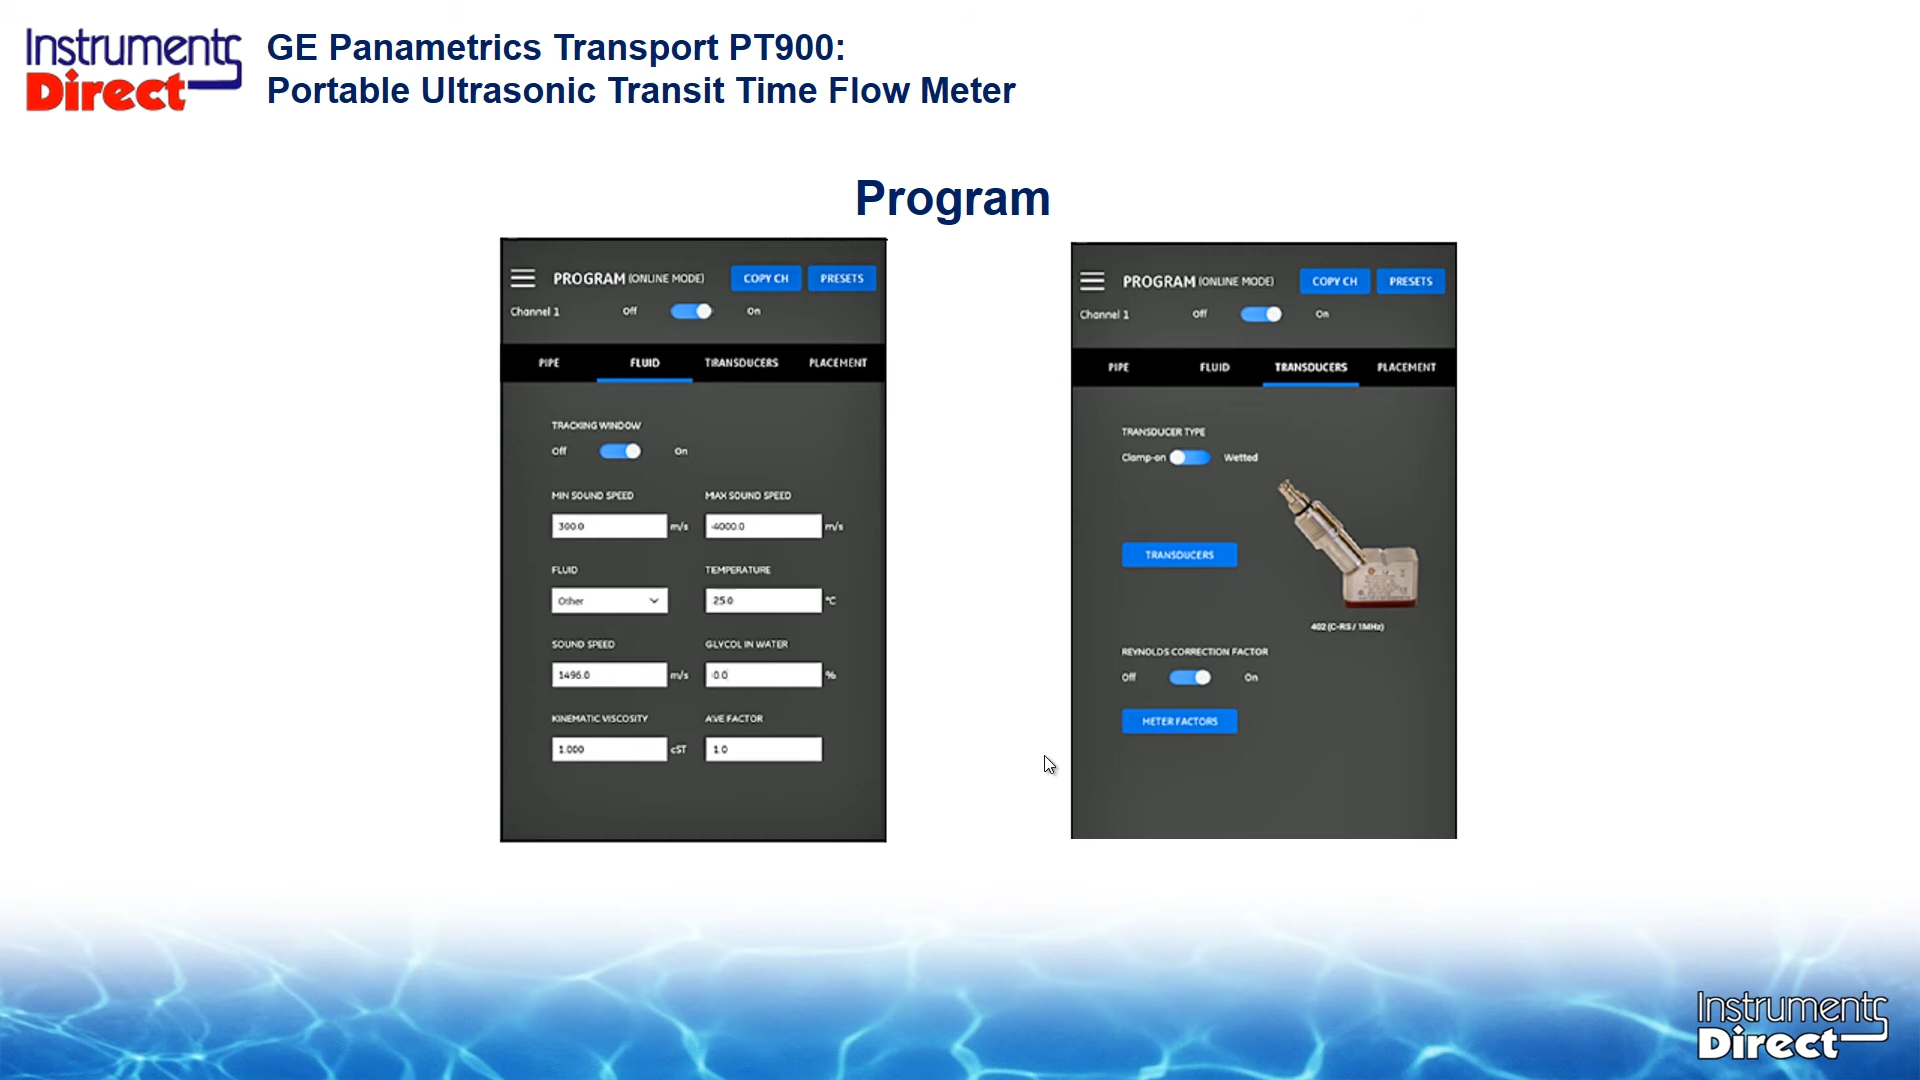 Instruments
Direct
GE Panametrics Transport PT900:
Portable Ultrasonic Transit Time Flow Meter
Program
PROGRAM (ONLINE MODE) COPY CH PRESETS
Channel 1 Off On
PIPE FLUID TRANSDUCERS PLACEMENT
TRACKING WINDOW
Off On
MIN SOUND SPEED MAX SOUND SPEED
300.0 m/s 4000.0 m/s
FLUID TEMPERATURE
Other 25.0 °C
SOUND SPEED GLYCOL IN WATER
1496.0 m/s 0.0 %
KINEMATIC VISCOSITY AVE FACTOR
1.000 cST 1.0
PROGRAM (ONLINE MODE) COPY CH PRESETS
Channel 1 Off On
PIPE FLUID TRANSDUCERS PLACEMENT
TRANSDUCER TYPE
Clamp-on Wetted
TRANSDUCERS
402 (C-RS / 1MHz)
REYNOLDS CORRECTION FACTOR
Off On
METER FACTORS
Instruments
Direct